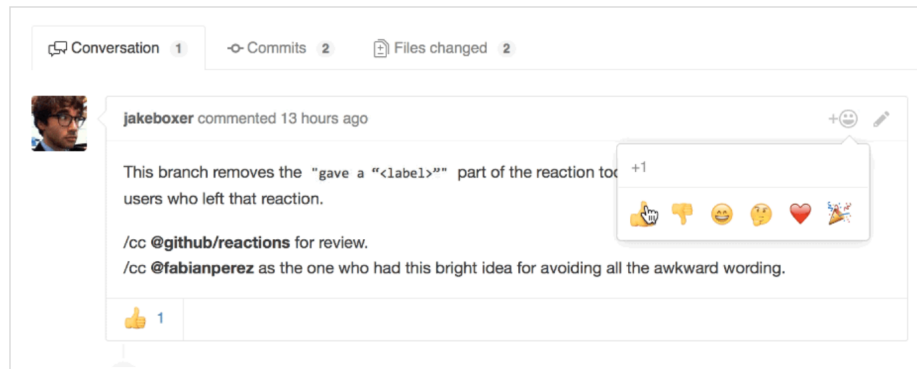 Conversation 1 Commits 2 Files changed 2
jakeboxer commented 13 hours ago
+1
This branch removes the "gave a “<label>”" part of the reaction
users who left that reaction.
/cc @github/reactions for review.
/cc @fabianperez as the one who had this bright idea for avoiding all the awkward wording.
1